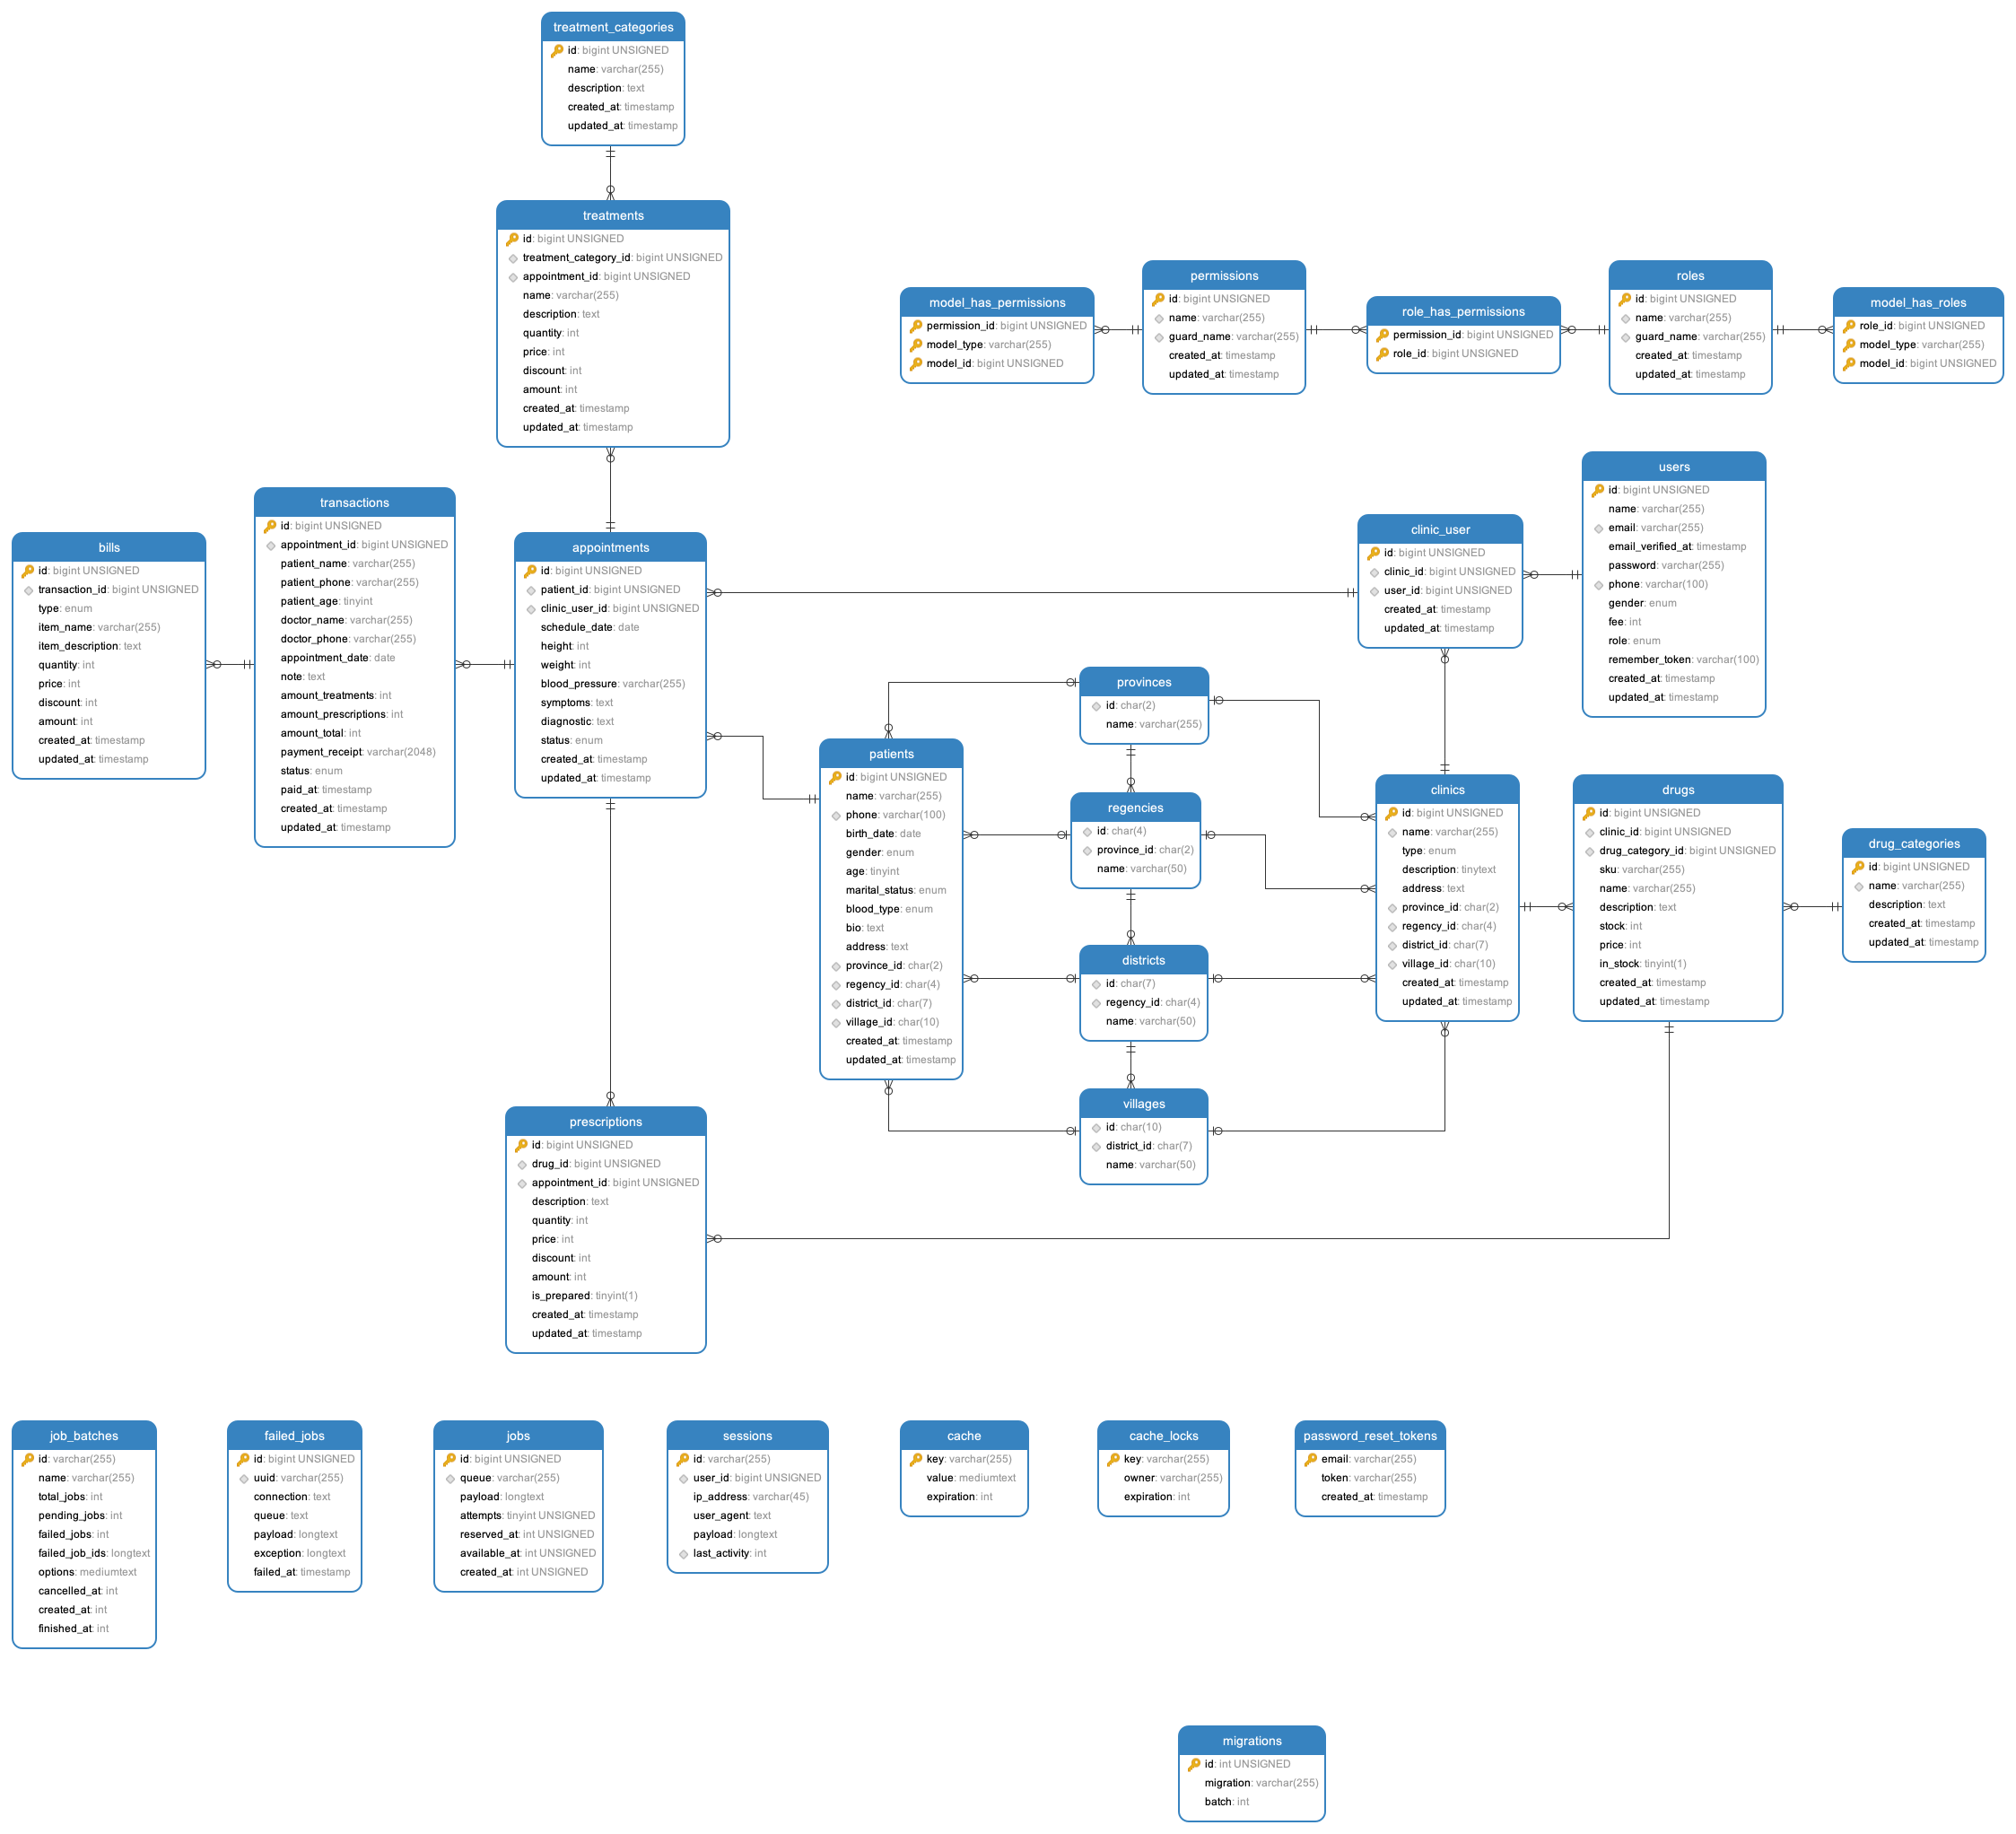 treatment_categories
id: bigint UNSIGNED
name: varchar(255)
description: text
created_at: timestamp
updated_at: timestamp
treatments
id: bigint UNSIGNED
treatment_category_id: bigint UNSIGNED
appointment_id: bigint UNSIGNED
name: varchar(255)
description: text
quantity: int
price: int
discount: int
amount: int
created_at: timestamp
updated_at: timestamp
model_has_permissions
permission_id: bigint UNSIGNED
model_type: varchar(255)
model_id: bigint UNSIGNED
permissions
id: bigint UNSIGNED
name: varchar(255)
guard_name: varchar(255)
created_at: timestamp
updated_at: timestamp
role_has_permissions
permission_id: bigint UNSIGNED
role_id: bigint UNSIGNED
roles
id: bigint UNSIGNED
name: varchar(255)
guard_name: varchar(255)
created_at: timestamp
updated_at: timestamp
model_has_roles
role_id: bigint UNSIGNED
model_type: varchar(255)
model_id: bigint UNSIGNED
bills
id: bigint UNSIGNED
transaction_id: bigint UNSIGNED
type: enum
item_name: varchar(255)
item_description: text
quantity: int
price: int
discount: int
amount: int
created_at: timestamp
updated_at: timestamp
transactions
id: bigint UNSIGNED
appointment_id: bigint UNSIGNED
patient_name: varchar(255)
patient_phone: varchar(255)
patient_age: tinyint
doctor_name: varchar(255)
doctor_phone: varchar(255)
appointment_date: date
note: text
amount_treatments: int
amount_prescriptions: int
amount_total: int
payment_receipt: varchar(2048)
status: enum
paid_at: timestamp
created_at: timestamp
updated_at: timestamp
appointments
id: bigint UNSIGNED
patient_id: bigint UNSIGNED
clinic_user_id: bigint UNSIGNED
schedule_date: date
height: int
weight: int
blood_pressure: varchar(255)
symptoms: text
diagnostic: text
status: enum
created_at: timestamp
updated_at: timestamp
clinic_user
id: bigint UNSIGNED
clinic_id: bigint UNSIGNED
user_id: bigint UNSIGNED
created_at: timestamp
updated_at: timestamp
users
id: bigint UNSIGNED
name: varchar(255)
email: varchar(255)
email_verified_at: timestamp
password: varchar(255)
phone: varchar(100)
gender: enum
fee: int
role: enum
remember_token: varchar(100)
created_at: timestamp
updated_at: timestamp
patients
id: bigint UNSIGNED
name: varchar(255)
phone: varchar(100)
birth_date: date
gender: enum
age: tinyint
marital_status: enum
blood_type: enum
bio: text
address: text
province_id: char(2)
regency_id: char(4)
district_id: char(7)
village_id: char(10)
created_at: timestamp
updated_at: timestamp
provinces
id: char(2)
name: varchar(255)
regencies
id: char(4)
province_id: char(2)
name: varchar(50)
districts
id: char(7)
regency_id: char(4)
name: varchar(50)
villages
id: char(10)
district_id: char(7)
name: varchar(50)
clinics
id: bigint UNSIGNED
name: varchar(255)
type: enum
description: tinytext
address: text
province_id: char(2)
regency_id: char(4)
district_id: char(7)
village_id: char(10)
created_at: timestamp
updated_at: timestamp
drugs
id: bigint UNSIGNED
clinic_id: bigint UNSIGNED
drug_category_id: bigint UNSIGNED
sku: varchar(255)
name: varchar(255)
description: text
stock: int
price: int
in_stock: tinyint(1)
created_at: timestamp
updated_at: timestamp
drug_categories
id: bigint UNSIGNED
name: varchar(255)
description: text
created_at: timestamp
updated_at: timestamp
prescriptions
id: bigint UNSIGNED
drug_id: bigint UNSIGNED
appointment_id: bigint UNSIGNED
description: text
quantity: int
price: int
discount: int
amount: int
is_prepared: tinyint(1)
created_at: timestamp
updated_at: timestamp
job_batches
id: varchar(255)
name: varchar(255)
total_jobs: int
pending_jobs: int
failed_jobs: int
failed_job_ids: longtext
options: mediumtext
cancelled_at: int
created_at: int
finished_at: int
failed_jobs
id: bigint UNSIGNED
uuid: varchar(255)
connection: text
queue: text
payload: longtext
exception: longtext
failed_at: timestamp
jobs
id: bigint UNSIGNED
queue: varchar(255)
payload: longtext
attempts: tinyint UNSIGNED
reserved_at: int UNSIGNED
available_at: int UNSIGNED
created_at: int UNSIGNED
sessions
id: varchar(255)
user_id: bigint UNSIGNED
ip_address: varchar(45)
user_agent: text
payload: longtext
last_activity: int
cache
key: varchar(255)
value: mediumtext
expiration: int
cache_locks
key: varchar(255)
owner: varchar(255)
expiration: int
password_reset_tokens
email: varchar(255)
token: varchar(255)
created_at: timestamp
migrations
id: int UNSIGNED
migration: varchar(255)
batch: int